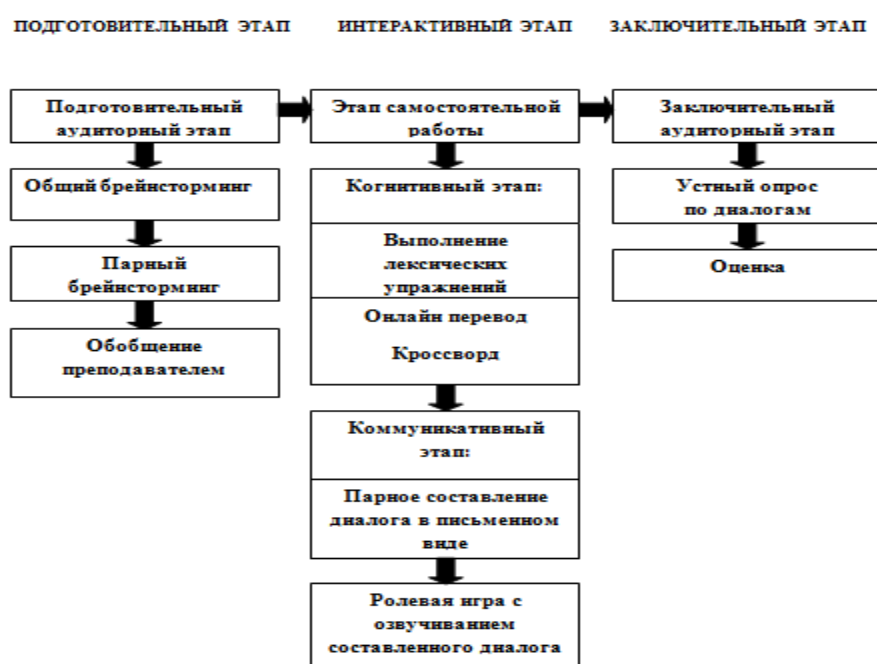 ПОДГОТОВИТЕЛЬНЫЙ ЭТАП
ИНТЕРАКТИВНЫЙ ЭТАП
ЗАКЛЮЧИТЕЛЬНЫЙ ЭТАП
Подготовительный
аудиторный этап
Общий брейнсторминг
Парный
брейнсторминг
Обобщение
преподавателем
Этап самостоятельной
работы
Когнитивный этап:
Выполнение
лексических
упражнений
Онлайн перевод
Кроссворд
Коммуникативный
этап:
Парное составление
диалога в письменном
виде
Ролевая игра с
озвучиванием
составленного диалога
Заключительный
аудиторный этап
Устный опрос
по диалогам
Оценка